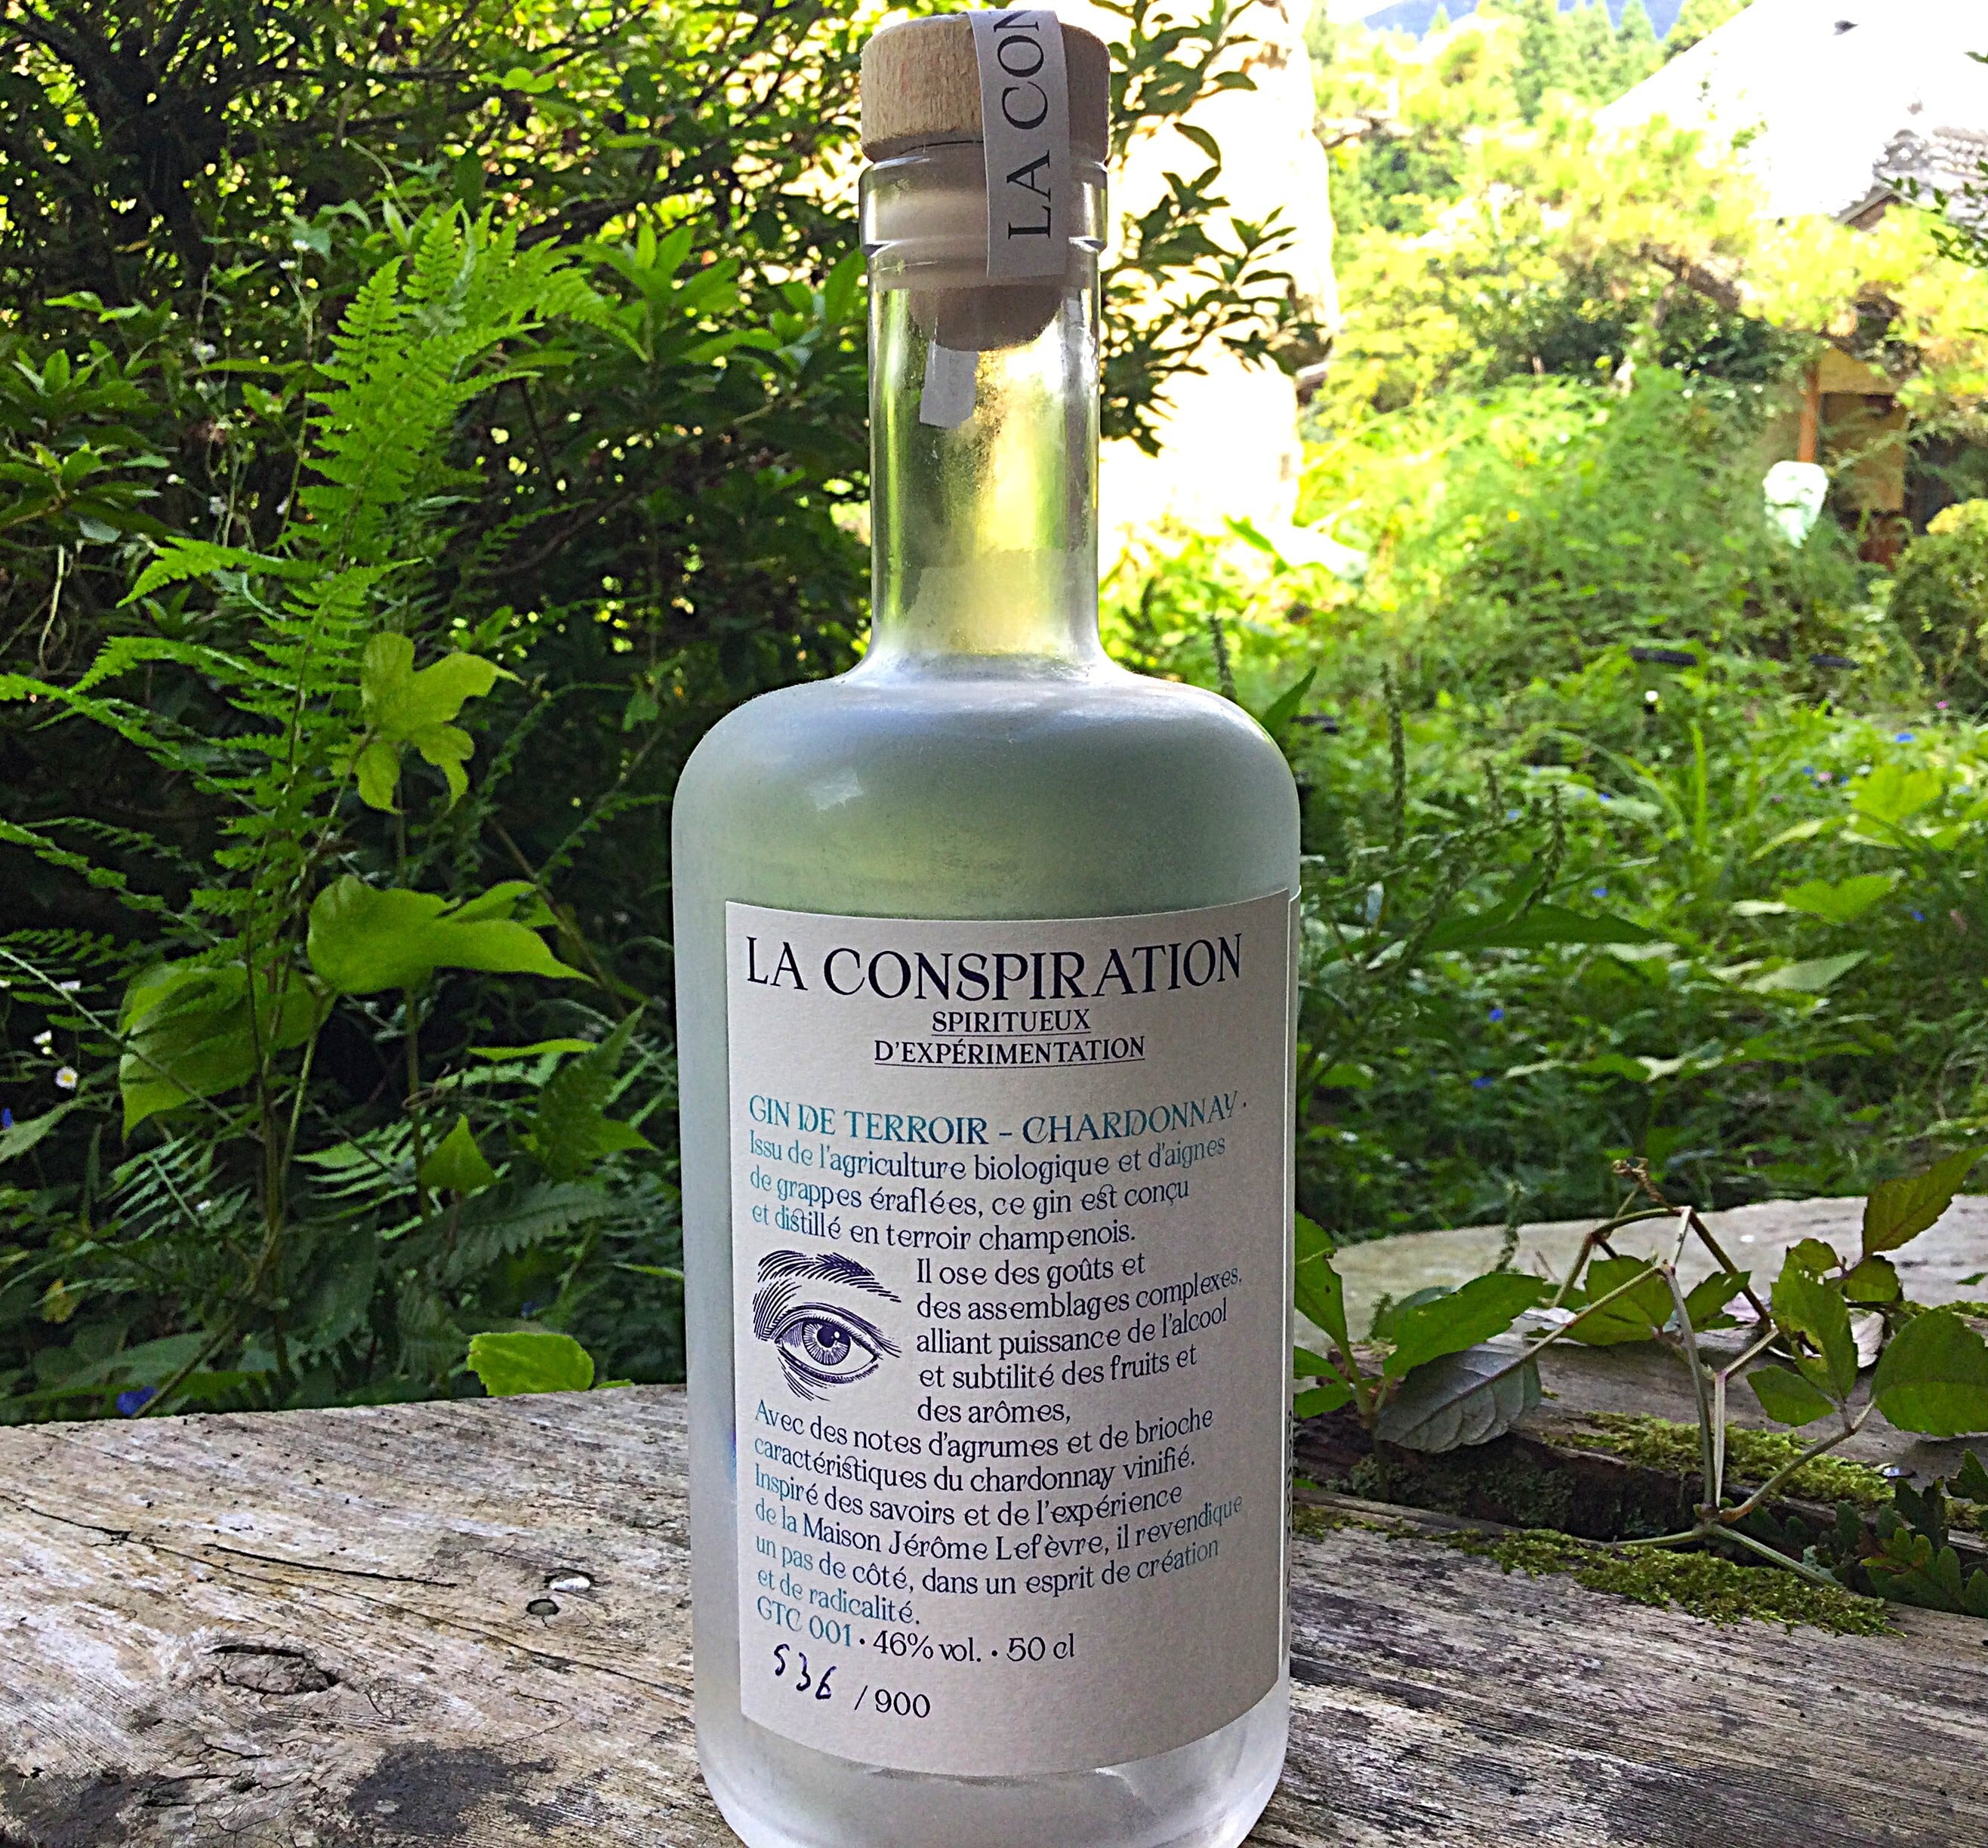 LA CON
LA CONSPIRATION
SPIRITUEUX
D'EXPÉRIMENTATION
GIN DE TERROIR – CHARDONNAY.
Issu de l'agriculture biologique et d'aignes
de grappes éraflées, ce gin est conçu
et distillé en terroir champenois.
Il ose des goûts et
des assemblages complexes,
alliant puissance de l'alcool
et subtilité des fruits et
des arômes,
Avec des notes d'agrumes et de brioche
caractéristiques du chardonnay vinifié.
Inspiré des savoirs et de l'expérience
de la Maison Jérôme Lefèvre, il revendique
un pas de côté, dans un esprit de création
et de radicalité.
GTC 001 • 46% vol. • 50 cl
536 / 900